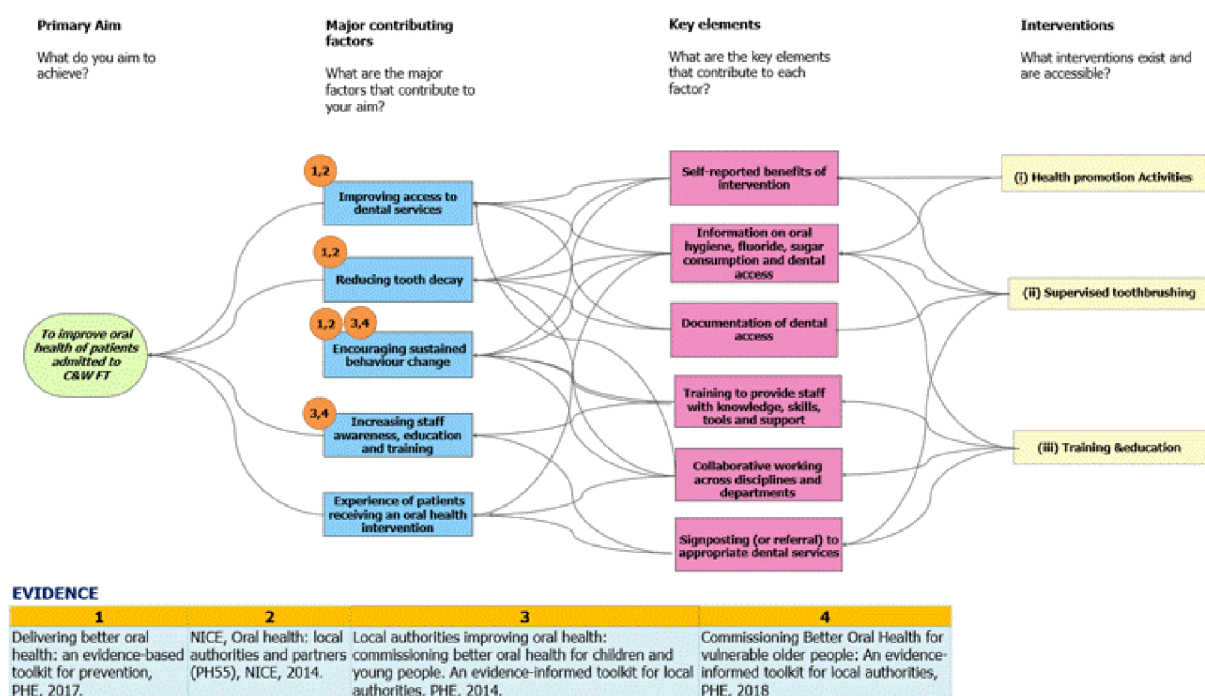 Primary Aim
What do you aim to
achieve?
Major contributing
factors
What are the major
factors that contribute to
your aim?
Key elements
What are the key elements
that contribute to each
factor?
Interventions
What interventions exist and
are accessible?
To improve oral
health of patients
admitted to
C&W FT
1,2
Improving access to
dental services
1,2
Reducing tooth decay
1,2
3,4
Encouraging sustained
behaviour change
3,4
Increasing staff
awareness, education
and training
Experience of patients
receiving an oral health
intervention
Self-reported benefits of
intervention
Information on oral
hygiene, fluoride, sugar
consumption and dental
access
Documentation of dental
access
Training to provide staff
with knowledge, skills,
tools and support
Collaborative working
across disciplines and
departments
Signposting (or referral) to
appropriate dental services
(i) Health promotion Activities
(ii) Supervised toothbrushing
(iii) Training &education
EVIDENCE
1
Delivering better oral
health: an evidence-based
toolkit for prevention,
PHE, 2017.
2
NICE, Oral health: local
authorities and partners
(PH55), NICE, 2014.
3
Local authorities improving oral health:
commissioning better oral health for children and
young people. An evidence-informed toolkit for local
authorities. PHE, 2014.
4
Commissioning Better Oral Health for
vulnerable older people: An evidence-
informed toolkit for local authorities,
PHE, 2018